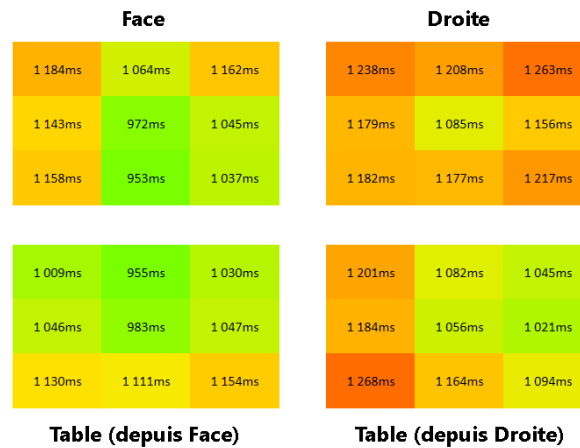 Face Droite
1 184ms 1 064ms 1 162ms 1 238ms 1 208ms 1 263ms
1 143ms 972ms 1 045ms 1 179ms 1 085ms 1 156ms
1 158ms 953ms 1 037ms 1 182ms 1 177ms 1 217ms
1 009ms 955ms 1 030ms 1 201ms 1 082ms 1 045ms
1 046ms 983ms 1 047ms 1 184ms 1 056ms 1 021ms
1 130ms 1 111ms 1 154ms 1 268ms 1 164ms 1 094ms
Table (depuis Face) Table (depuis Droite)